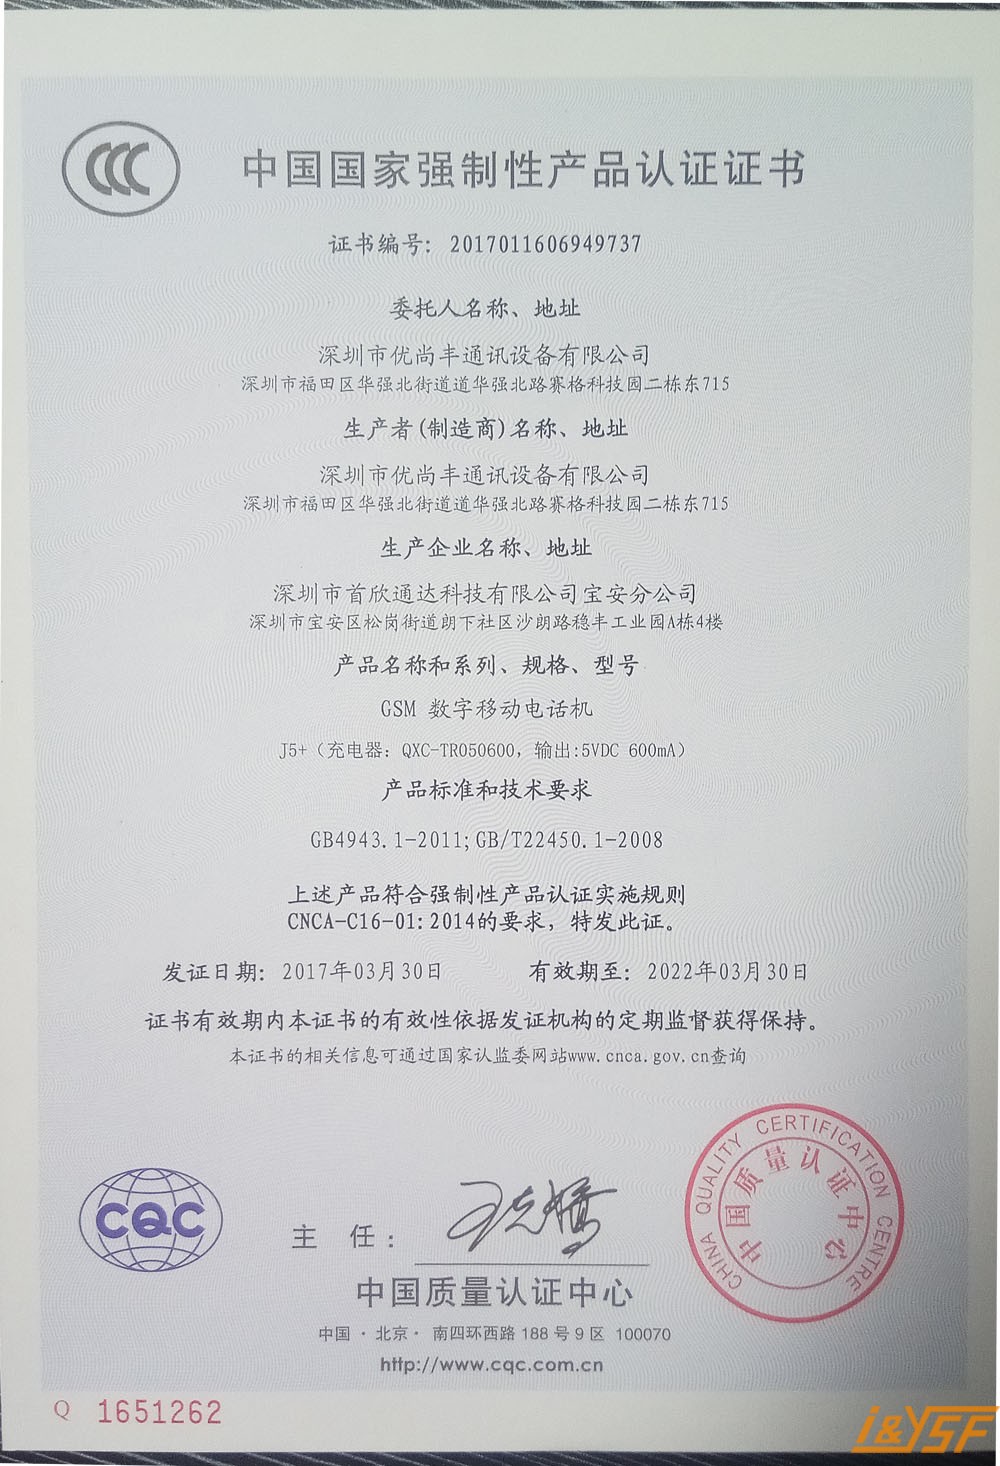 CCC
中国国家强制性产品认证证书
证书编号: 2017011606949737
委托人名称、地址
深圳市优尚丰通讯设备有限公司
深圳市福田区华强北街道道华强北路赛格科技园二栋东715
生产者(制造商)名称、地址
深圳市优尚丰通讯设备有限公司
深圳市福田区华强北街道道华强北路赛格科技园二栋东715
生产企业名称、地址
深圳市首欣通达科技有限公司宝安分公司
深圳市宝安区松岗街道朗下社区沙朗路稳丰工业园A栋4楼
产品名称和系列、规格、型号
GSM 数字移动电话机
J5+（充电器: QXC-TR050600, 输出:5VDC 600mA）
产品标准和技术要求
GB4943.1-2011;GB/T22450.1-2008
上述产品符合强制性产品认证实施规则
CNCA-C16-01:2014的要求, 特发此证。
发证日期: 2017年03月30日 有效期至: 2022年03月30日
证书有效期内本证书的有效性依据发证机构的定期监督获得保持。
本证书的相关信息可通过国家认监委网站www.cnca.gov.cn查询
CHINA QUALITY CERTIFICATION CENTRE
中国质量认证中心
CQC
主 任:
中国质量认证中心
中国·北京· 南四环西路 188 号 9 区 100070
http://www.cqc.com.cn
Q 1651262
i&YSF